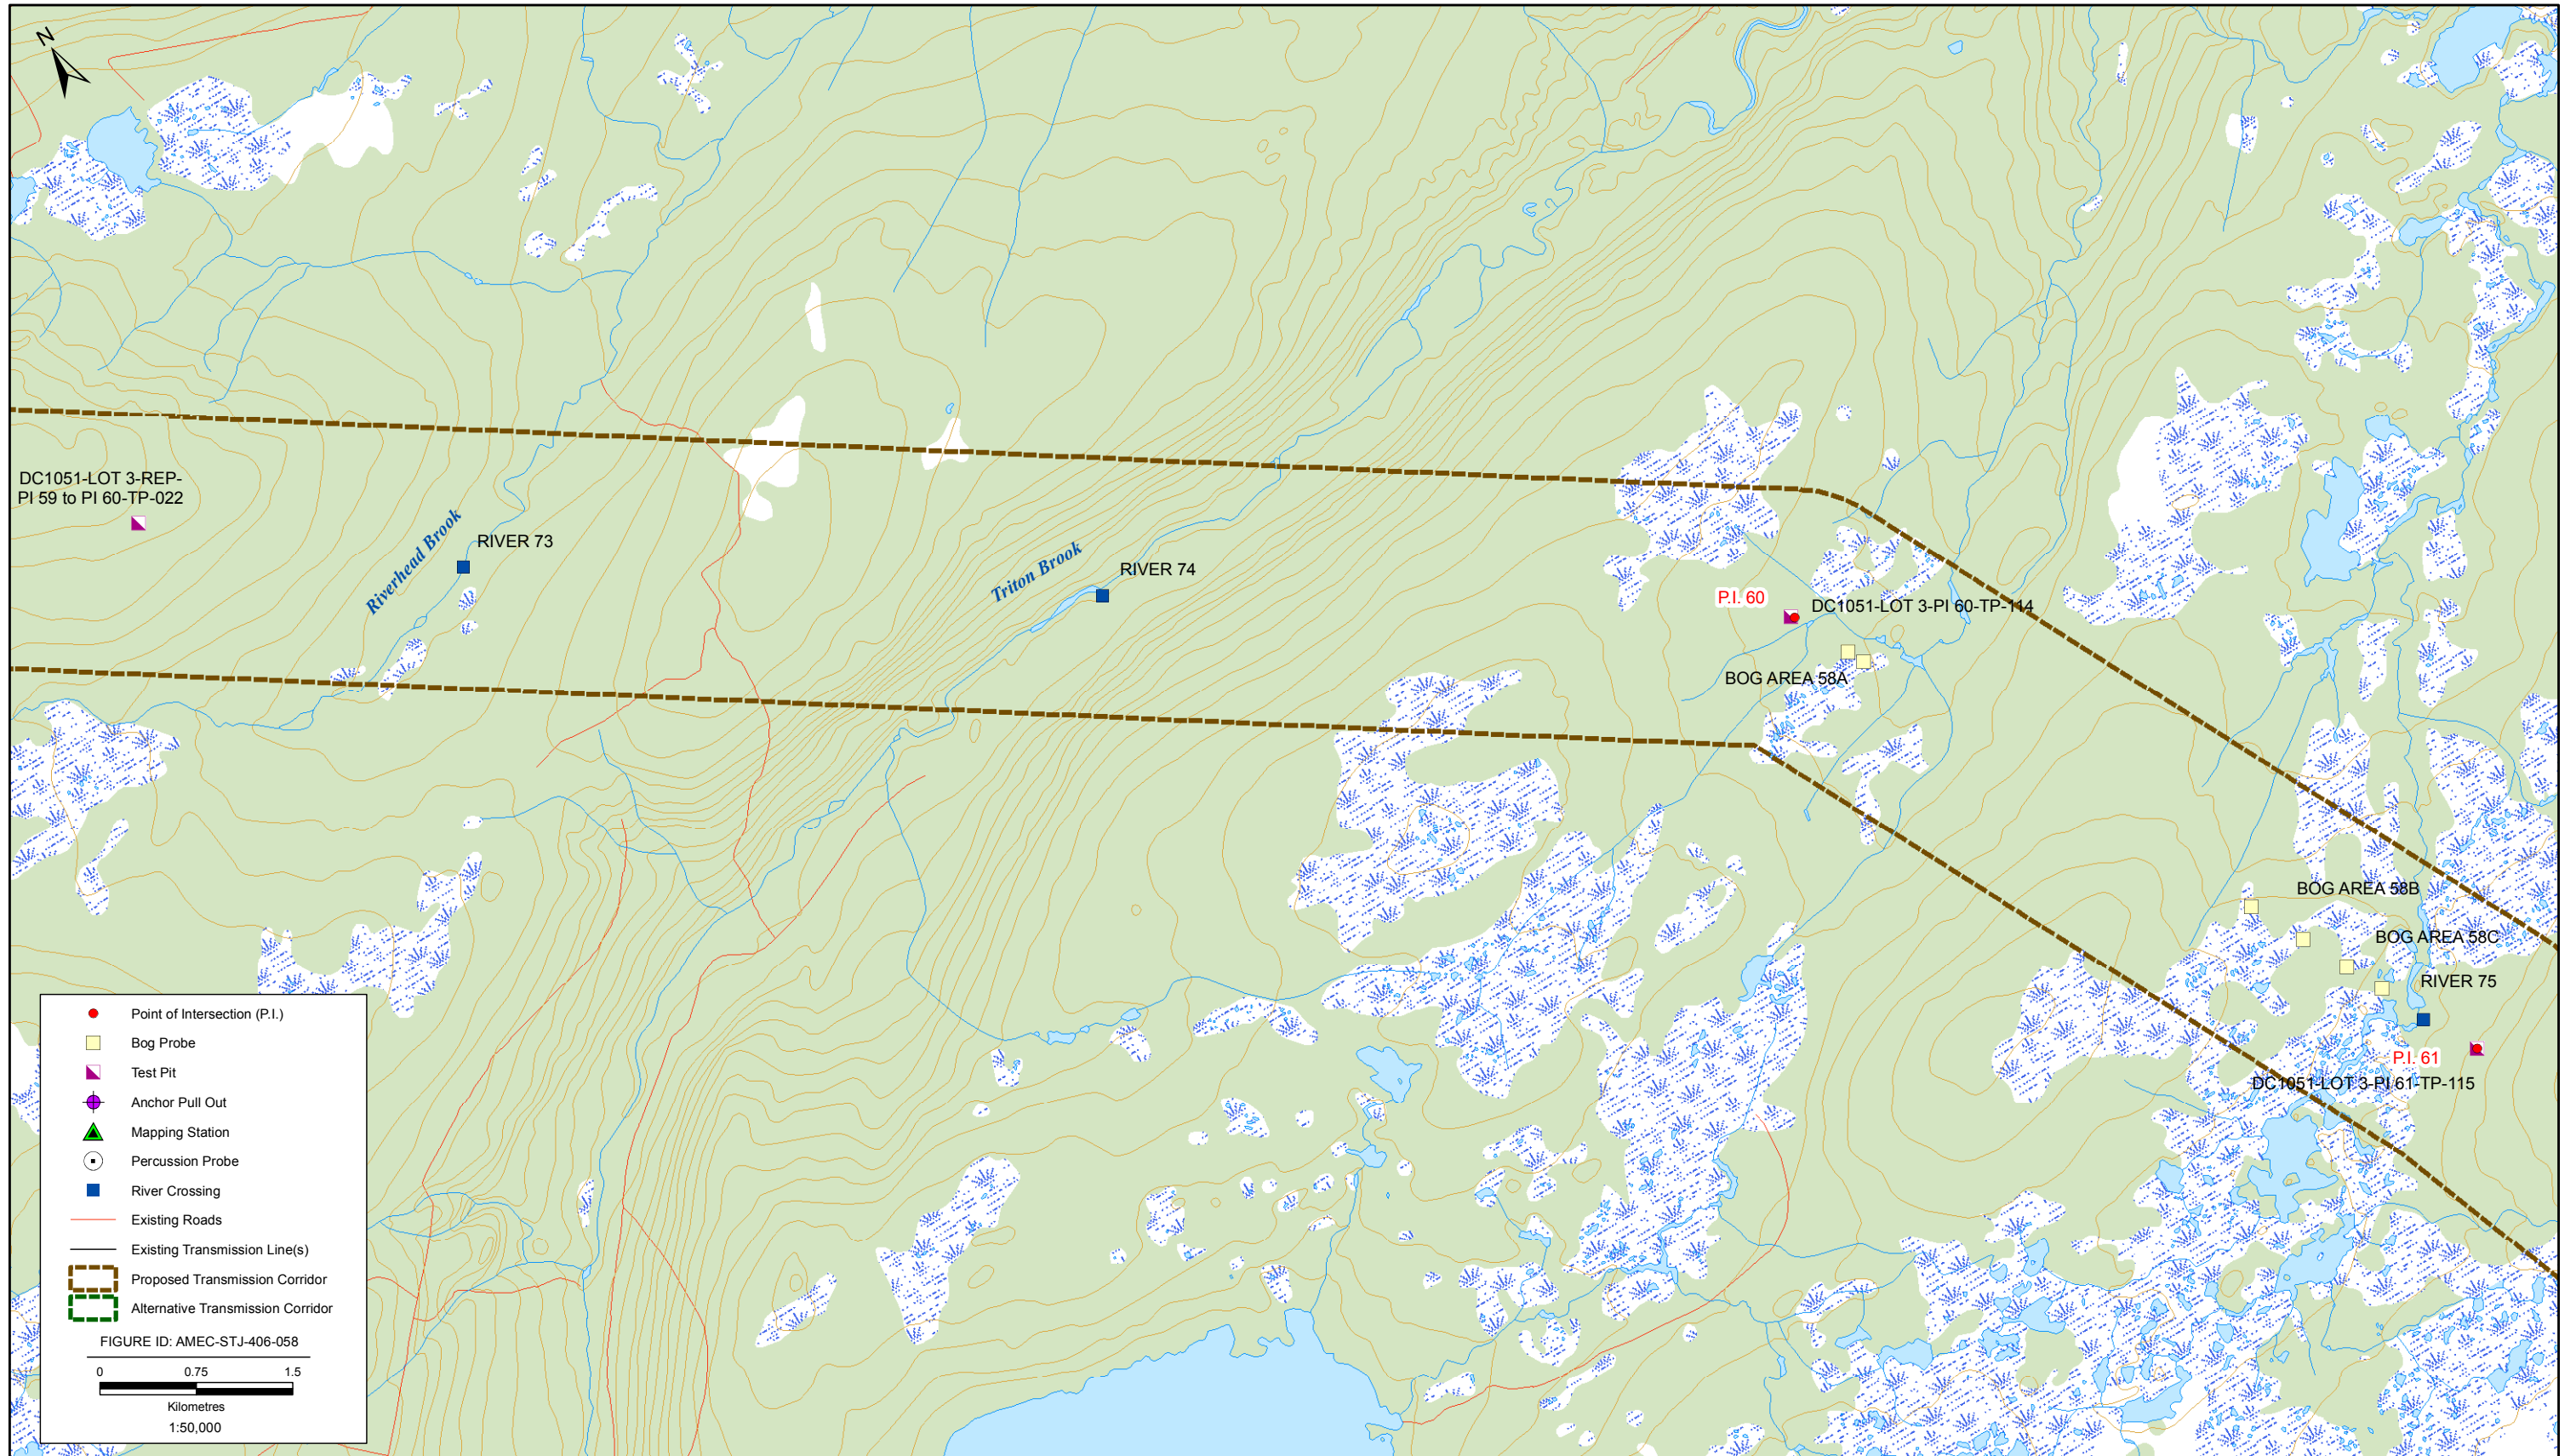 N
DC1051-LOT 3-REP-
PI 59 to PI 60-TP-022
Riverhead Brook
RIVER 73
Triton Brook
RIVER 74
P.I. 60
DC1051-LOT 3-PI 60-TP-114
BOG AREA 58A
BOG AREA 58B
BOG AREA 58C
RIVER 75
P.I. 61
DC1051-LOT 3-PI 61-TP-115
Point of Intersection (P.I.)
Bog Probe
Test Pit
Anchor Pull Out
Mapping Station
Percussion Probe
River Crossing
Existing Roads
Existing Transmission Line(s)
Proposed Transmission Corridor
Alternative Transmission Corridor
FIGURE ID: AMEC-STJ-406-058
0 0.75 1.5
Kilometres
1:50,000